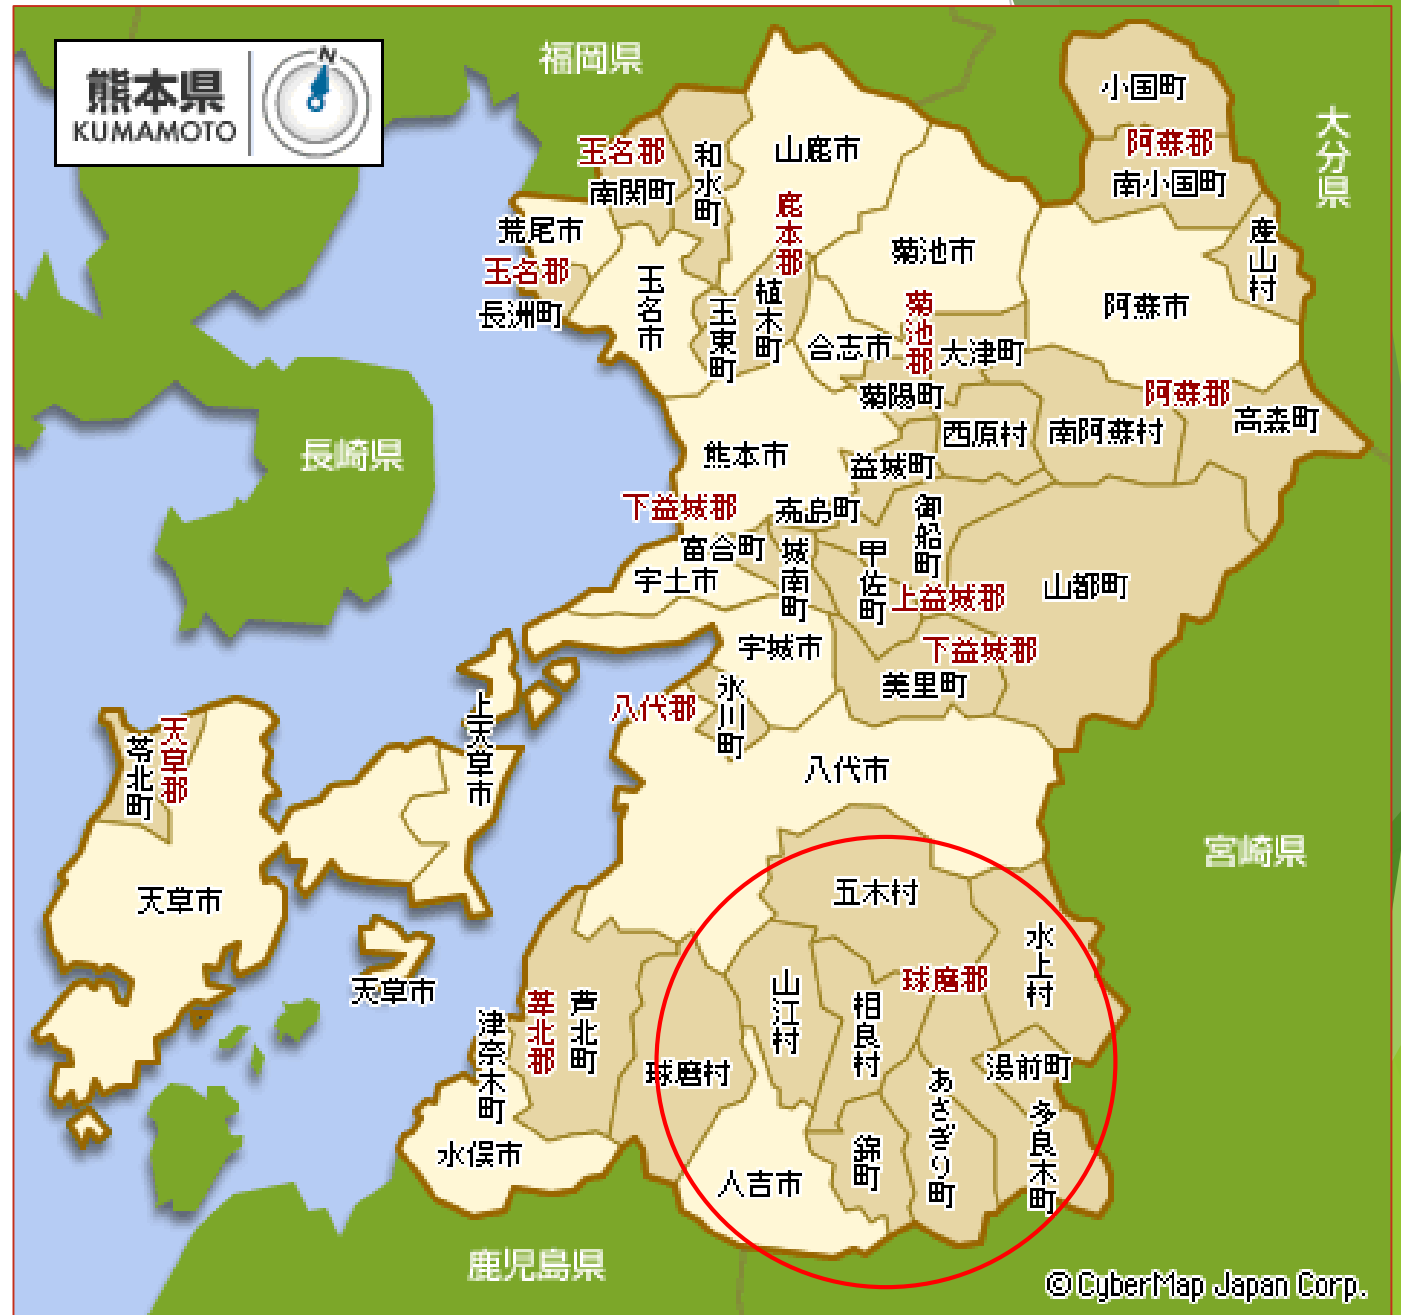 熊本県
KUMAMOTO
N
福岡県
大分県
小国町
阿蘇郡
南小国町
産山村
玉名郡
南関町
和水町
山鹿市
鹿本郡
荒尾市
玉名郡
長洲町
玉名市
玉東町
植木町
菊池市
菊池郡
合志市
大津町
阿蘇市
阿蘇郡
菊陽町
西原村
南阿蘇村
高森町
長崎県
熊本市
益城町
下益城郡
嘉島町
御船町
富合町
城南町
甲佐町
宇土市
上益城郡
山都町
宇城市
下益城郡
美里町
八代郡
氷川町
上天草市
天草郡
苓北町
八代市
宮崎県
天草市
五木村
水上村
天草市
球磨郡
山江村
相良村
津奈木町
葦北郡
芦北町
球磨村
湯前町
あさぎり町
多良木町
水俣市
人吉市
錦町
鹿児島県
© CyberMap Japan Corp.